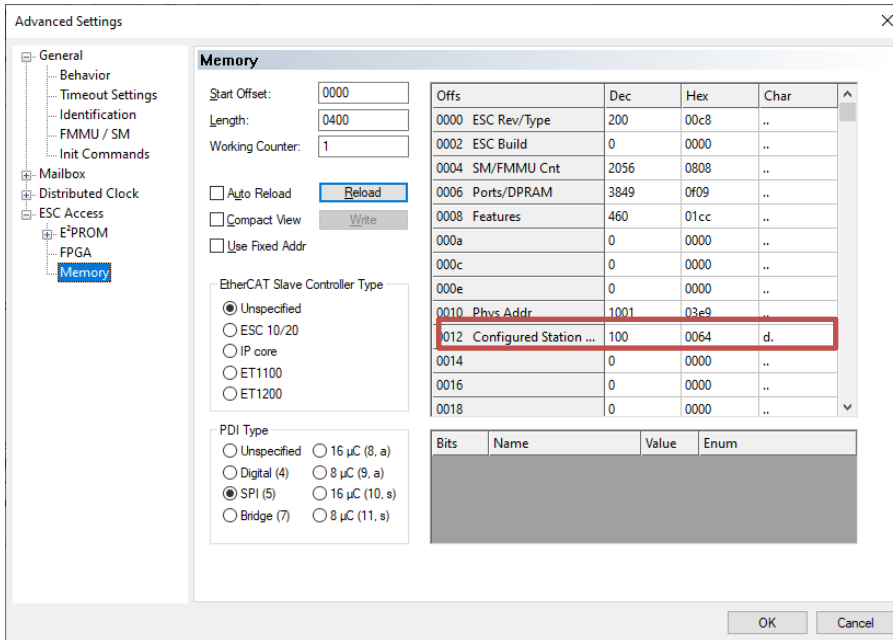 Advanced Settings
General
Behavior
Timeout Settings
Identification
FMMU / SM
Init Commands
Mailbox
Distributed Clock
ESC Access
E²PROM
FPGA
Memory
Memory
Start Offset: 0000
Length: 0400
Working Counter: 1
Auto Reload Reload
Compact View Write
Use Fixed Addr
EtherCAT Slave Controller Type
Unspecified
ESC 10/20
IP core
ET1100
ET1200
PDI Type
Unspecified 16 µC (8, a)
Digital (4) 8 µC (9, a)
SPI (5) 16 µC (10, s)
Bridge (7) 8 µC (11, s)
Offs Dec Hex Char
0000 ESC Rev/Type 200 00c8 ..
0002 ESC Build 0 0000 ..
0004 SM/FMMU Cnt 2056 0808 ..
0006 Ports/DPRAM 3849 0f09 ..
0008 Features 460 01cc ..
000a 0 0000 ..
000c 0 0000 ..
000e 0 0000 ..
0010 Phys Addr 1001 03e9 ..
0012 Configured Station ... 100 0064 d.
0014 0 0000 ..
0016 0 0000 ..
0018 0 0000 ..
Bits Name Value Enum
OK Cancel